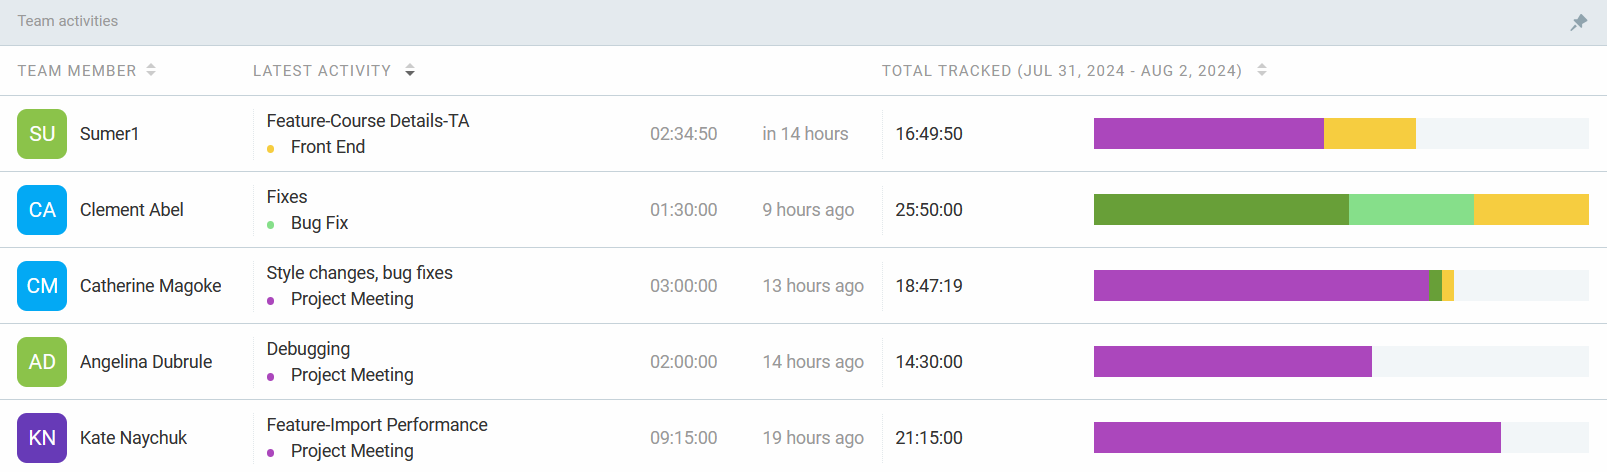 Team activities
TEAM MEMBER LATEST ACTIVITY TOTAL TRACKED (JUL 31, 2024 - AUG 2, 2024)
SU Sumer1 Feature-Course Details-TA 02:34:50 in 14 hours 16:49:50
Front End
CA Clement Abel Fixes 01:30:00 9 hours ago 25:50:00
Bug Fix
CM Catherine Magoke Style changes, bug fixes 03:00:00 13 hours ago 18:47:19
Project Meeting
AD Angelina Dubrule Debugging 02:00:00 14 hours ago 14:30:00
Project Meeting
KN Kate Naychuk Feature-Import Performance 09:15:00 19 hours ago 21:15:00
Project Meeting